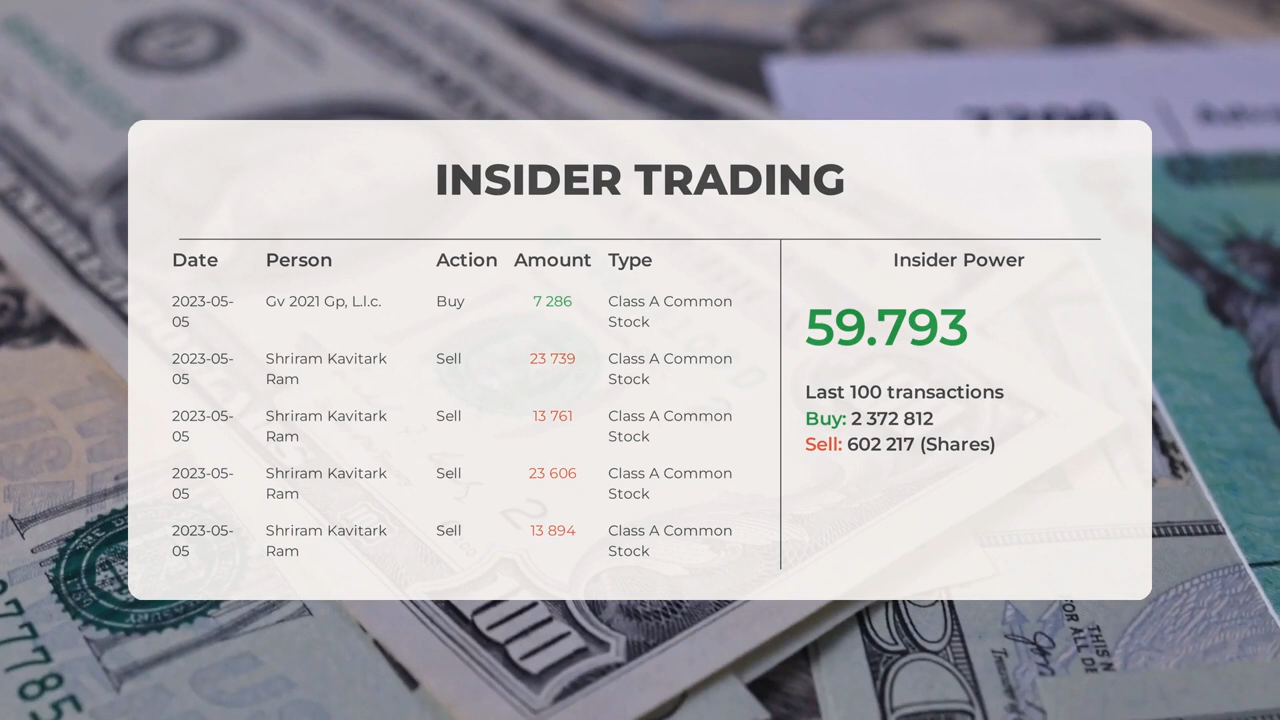 INSIDER TRADING
Date Person Action Amount Type
2023-05-05 Gv 2021 Gp, L.l.c. Buy 7 286 Class A Common Stock
2023-05-05 Shriram Kavitark Ram Sell 23 739 Class A Common Stock
2023-05-05 Shriram Kavitark Ram Sell 13 761 Class A Common Stock
2023-05-05 Shriram Kavitark Ram Sell 23 606 Class A Common Stock
2023-05-05 Shriram Kavitark Ram Sell 13 894 Class A Common Stock
Insider Power
59.793
Last 100 transactions
Buy: 2 372 812
Sell: 602 217 (Shares)